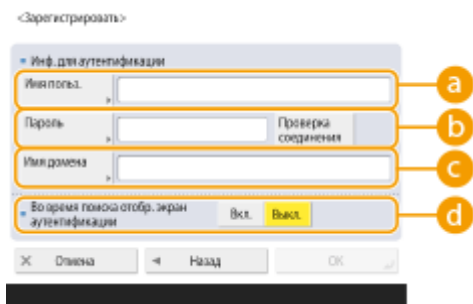 <Зарегистрировать>
Инф. для аутентификации
Имя польз.
a
Пароль
Проверка
соединения
b
Имя домена
c
Во время поиска отобр. экран
аутентификации
Вкл.
Выкл.
d
Отмена
Назад
OK